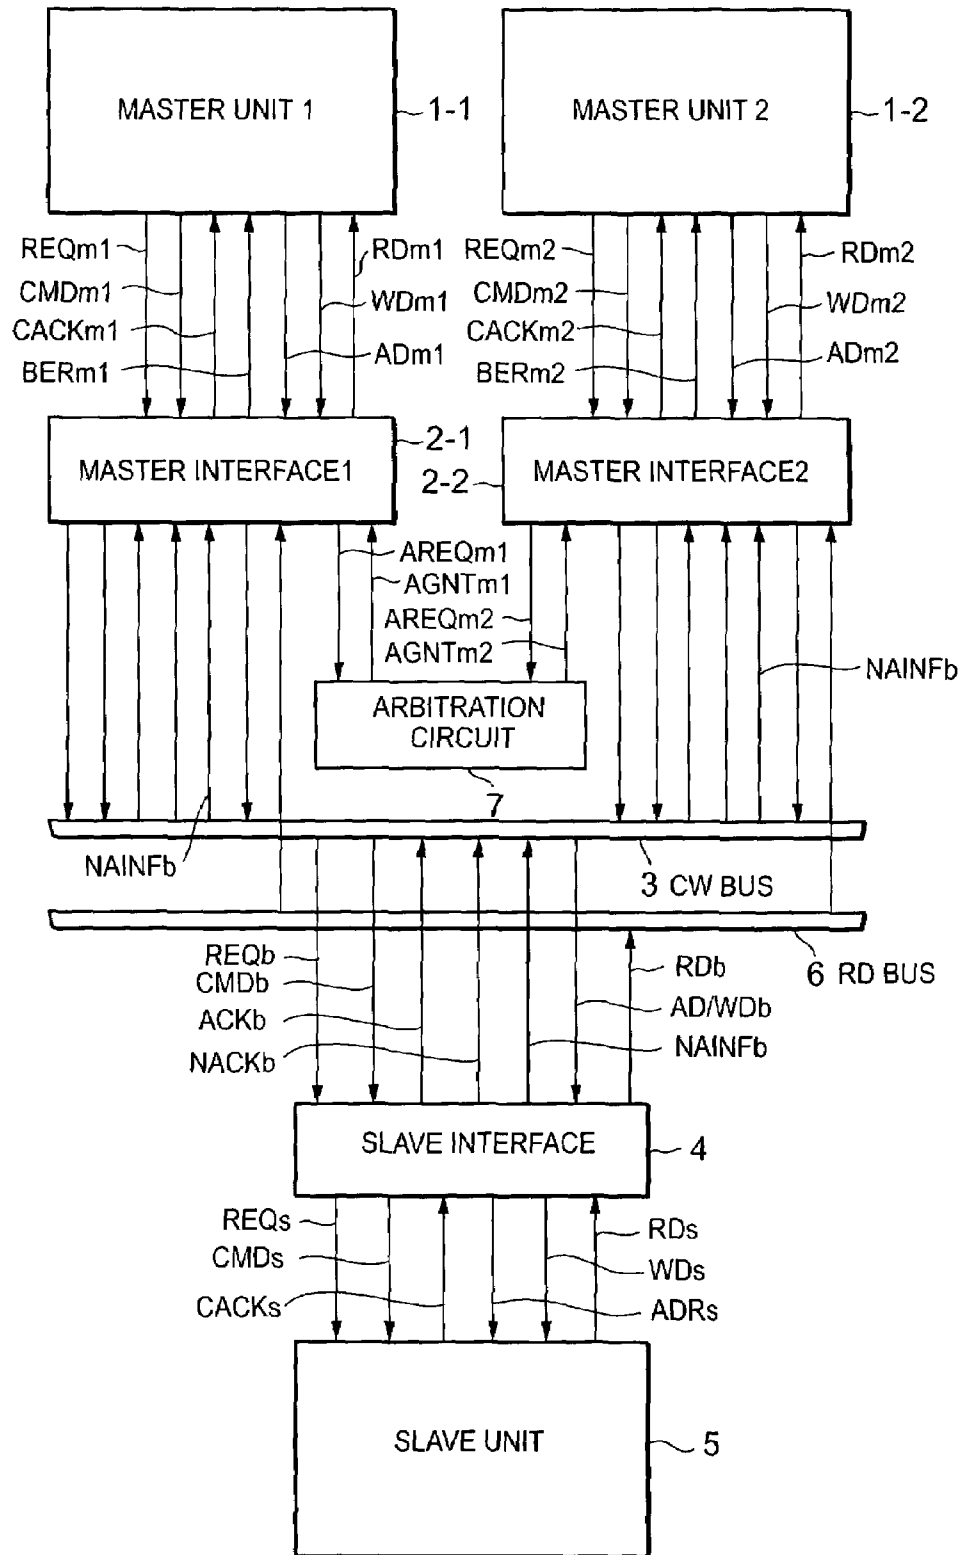 MASTER UNIT 1
1-1
MASTER UNIT 2
1-2
REQm1
CMDm1
CACKm1
BERm1
RDm1
WDm1
ADm1
REQm2
CMDm2
CACKm2
BERm2
RDm2
WDm2
ADm2
MASTER INTERFACE1
2-1
2-2
MASTER INTERFACE2
AREQm1
AGNTm1
AREQm2
AGNTm2
NAINFb
ARBITRATION
CIRCUIT
7
NAINFb
3 CW BUS
6 RD BUS
REQb
CMDb
ACKb
NACKb
RDb
AD/WDb
NAINFb
SLAVE INTERFACE
4
REQs
CMDs
CACKs
RDs
WDs
ADRs
SLAVE UNIT
5